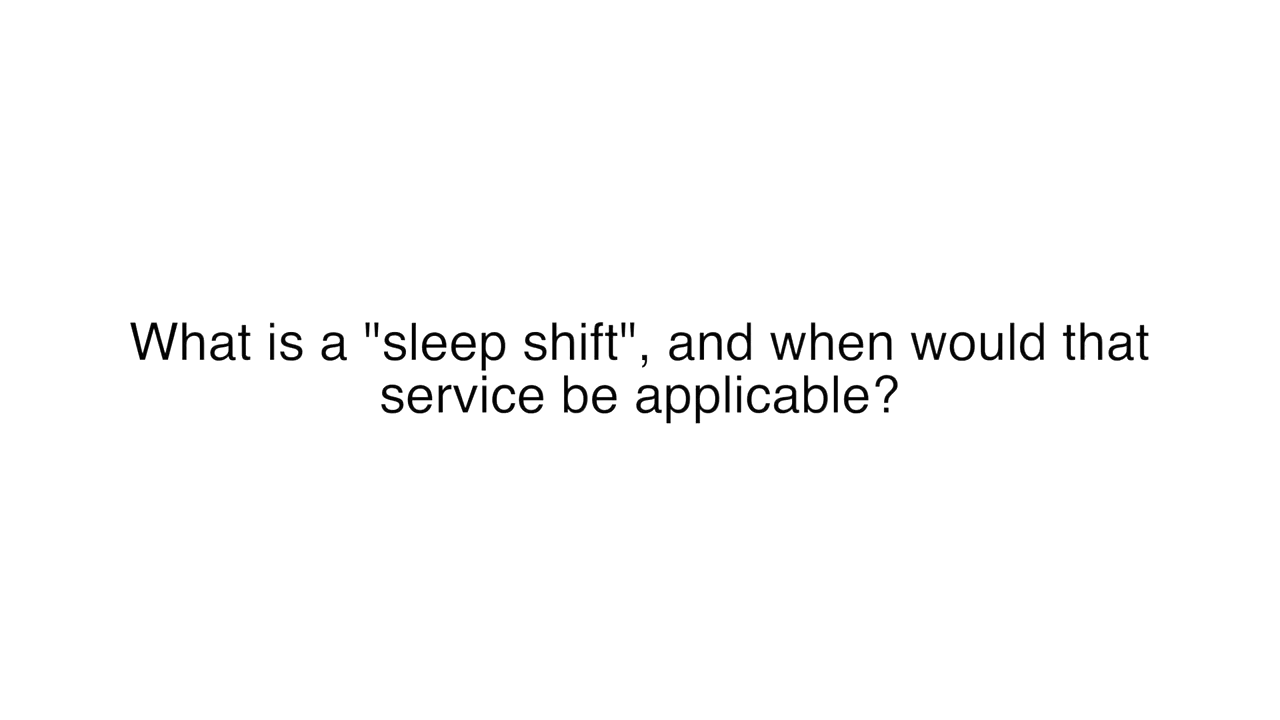 What is a "sleep shift", and when would that
service be applicable?